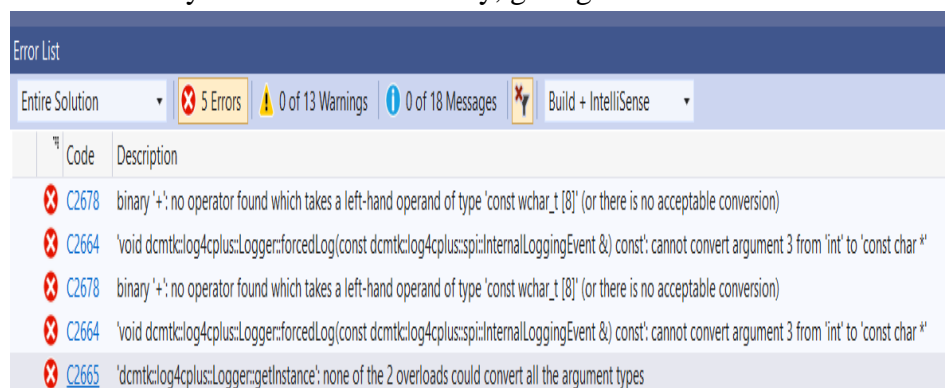 Error List
Entire Solution 5 Errors 0 of 13 Warnings 0 of 18 Messages Build + IntelliSense
Code Description
C2678 binary '+': no operator found which takes a left-hand operand of type 'const wchar_t [8]' (or there is no acceptable conversion)
C2664 'void dcmtk::log4cplus::Logger::forcedLog(const dcmtk::log4cplus::spi::InternalLoggingEvent &) const': cannot convert argument 3 from 'int' to 'const char *'
C2678 binary '+': no operator found which takes a left-hand operand of type 'const wchar_t [8]' (or there is no acceptable conversion)
C2664 'void dcmtk::log4cplus::Logger::forcedLog(const dcmtk::log4cplus::spi::InternalLoggingEvent &) const': cannot convert argument 3 from 'int' to 'const char *'
C2665 'dcmtk::log4cplus::Logger::getInstance': none of the 2 overloads could convert all the argument types